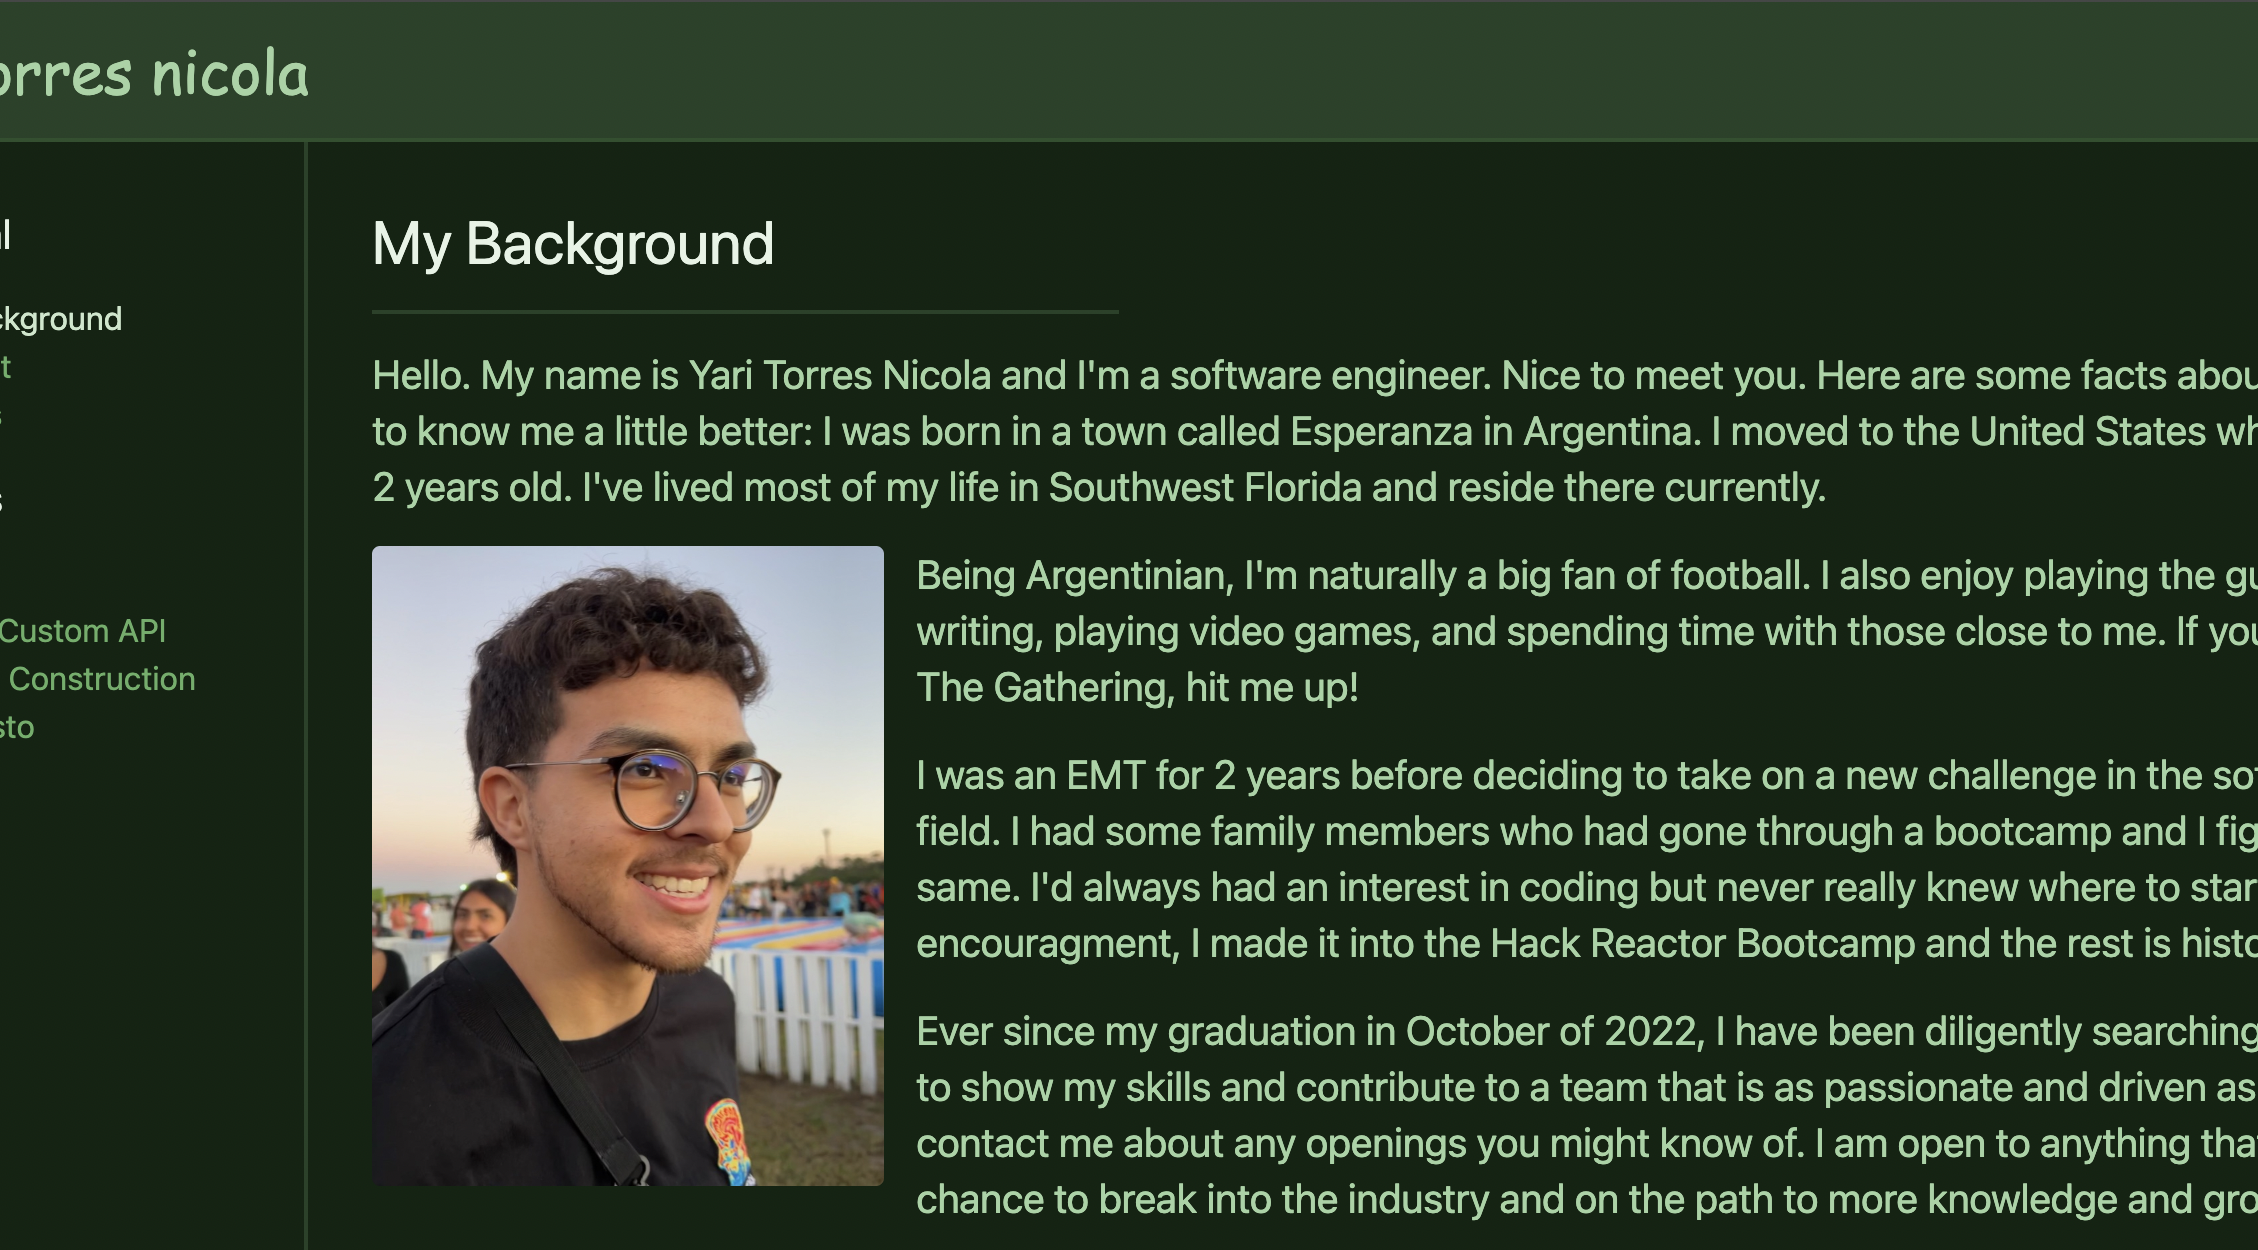 orres nicola
My Background
Hello. My name is Yari Torres Nicola and I'm a software engineer. Nice to meet you. Here are some facts
to know me a little better: I was born in a town called Esperanza in Argentina. I moved to the United States
2 years old. I've lived most of my life in Southwest Florida and reside there currently.
ckground
Custom API
Construction
sto
Being Argentinian, I'm naturally a big fan of football. I also enjoy playing the
writing, playing video games, and spending time with those close to me. If
The Gathering, hit me up!
I was an EMT for 2 years before deciding to take on a new challenge in the
field. I had some family members who had gone through a bootcamp and I
same. I'd always had an interest in coding but never really knew where to
encouragment, I made it into the Hack Reactor Bootcamp and the rest is
Ever since my graduation in October of 2022, I have been diligently searching
to show my skills and contribute to a team that is as passionate and driven as
contact me about any openings you might know of. I am open to anything
chance to break into the industry and on the path to more knowledge and